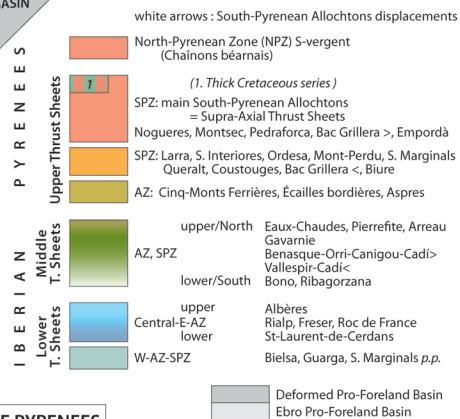 BASIN
white arrows : South-Pyrenean Allochtons displacements
North-Pyrenean Zone (NPZ) S-vergent
(Chaînons béarnais)
1
(1. Thick Cretaceous series )
SPZ: main South-Pyrenean Allochtons
= Supra-Axial Thrust Sheets
Nogueres, Montsec, Pedraforca, Bac Grillera >, Empordà
SPZ: Larra, S. Interiores, Ordesa, Mont-Perdu, S. Marginals
Queralt, Coustouges, Bac Grillera <, Biure
AZ: Cinq-Monts Ferrières, Écailles bordières, Aspres
upper/North Eaux-Chaudes, Pierrefite, Arreau
Gavarnie
AZ, SPZ Benasque-Orri-Canigou-Cadí>
Vallespir-Cadí<
lower/South Bono, Ribagorzana
upper Albères
Central-E-AZ Rialp, Freser, Roc de France
lower St-Laurent-de-Cerdans
W-AZ-SPZ Bielsa, Guarga, S. Marginals p.p.
IBERIAN PYRENEES
Upper Thrust Sheets
Middle
T. Sheets
Lower
T. Sheets
Deformed Pro-Foreland Basin
Ebro Pro-Foreland Basin
E PYRENEES